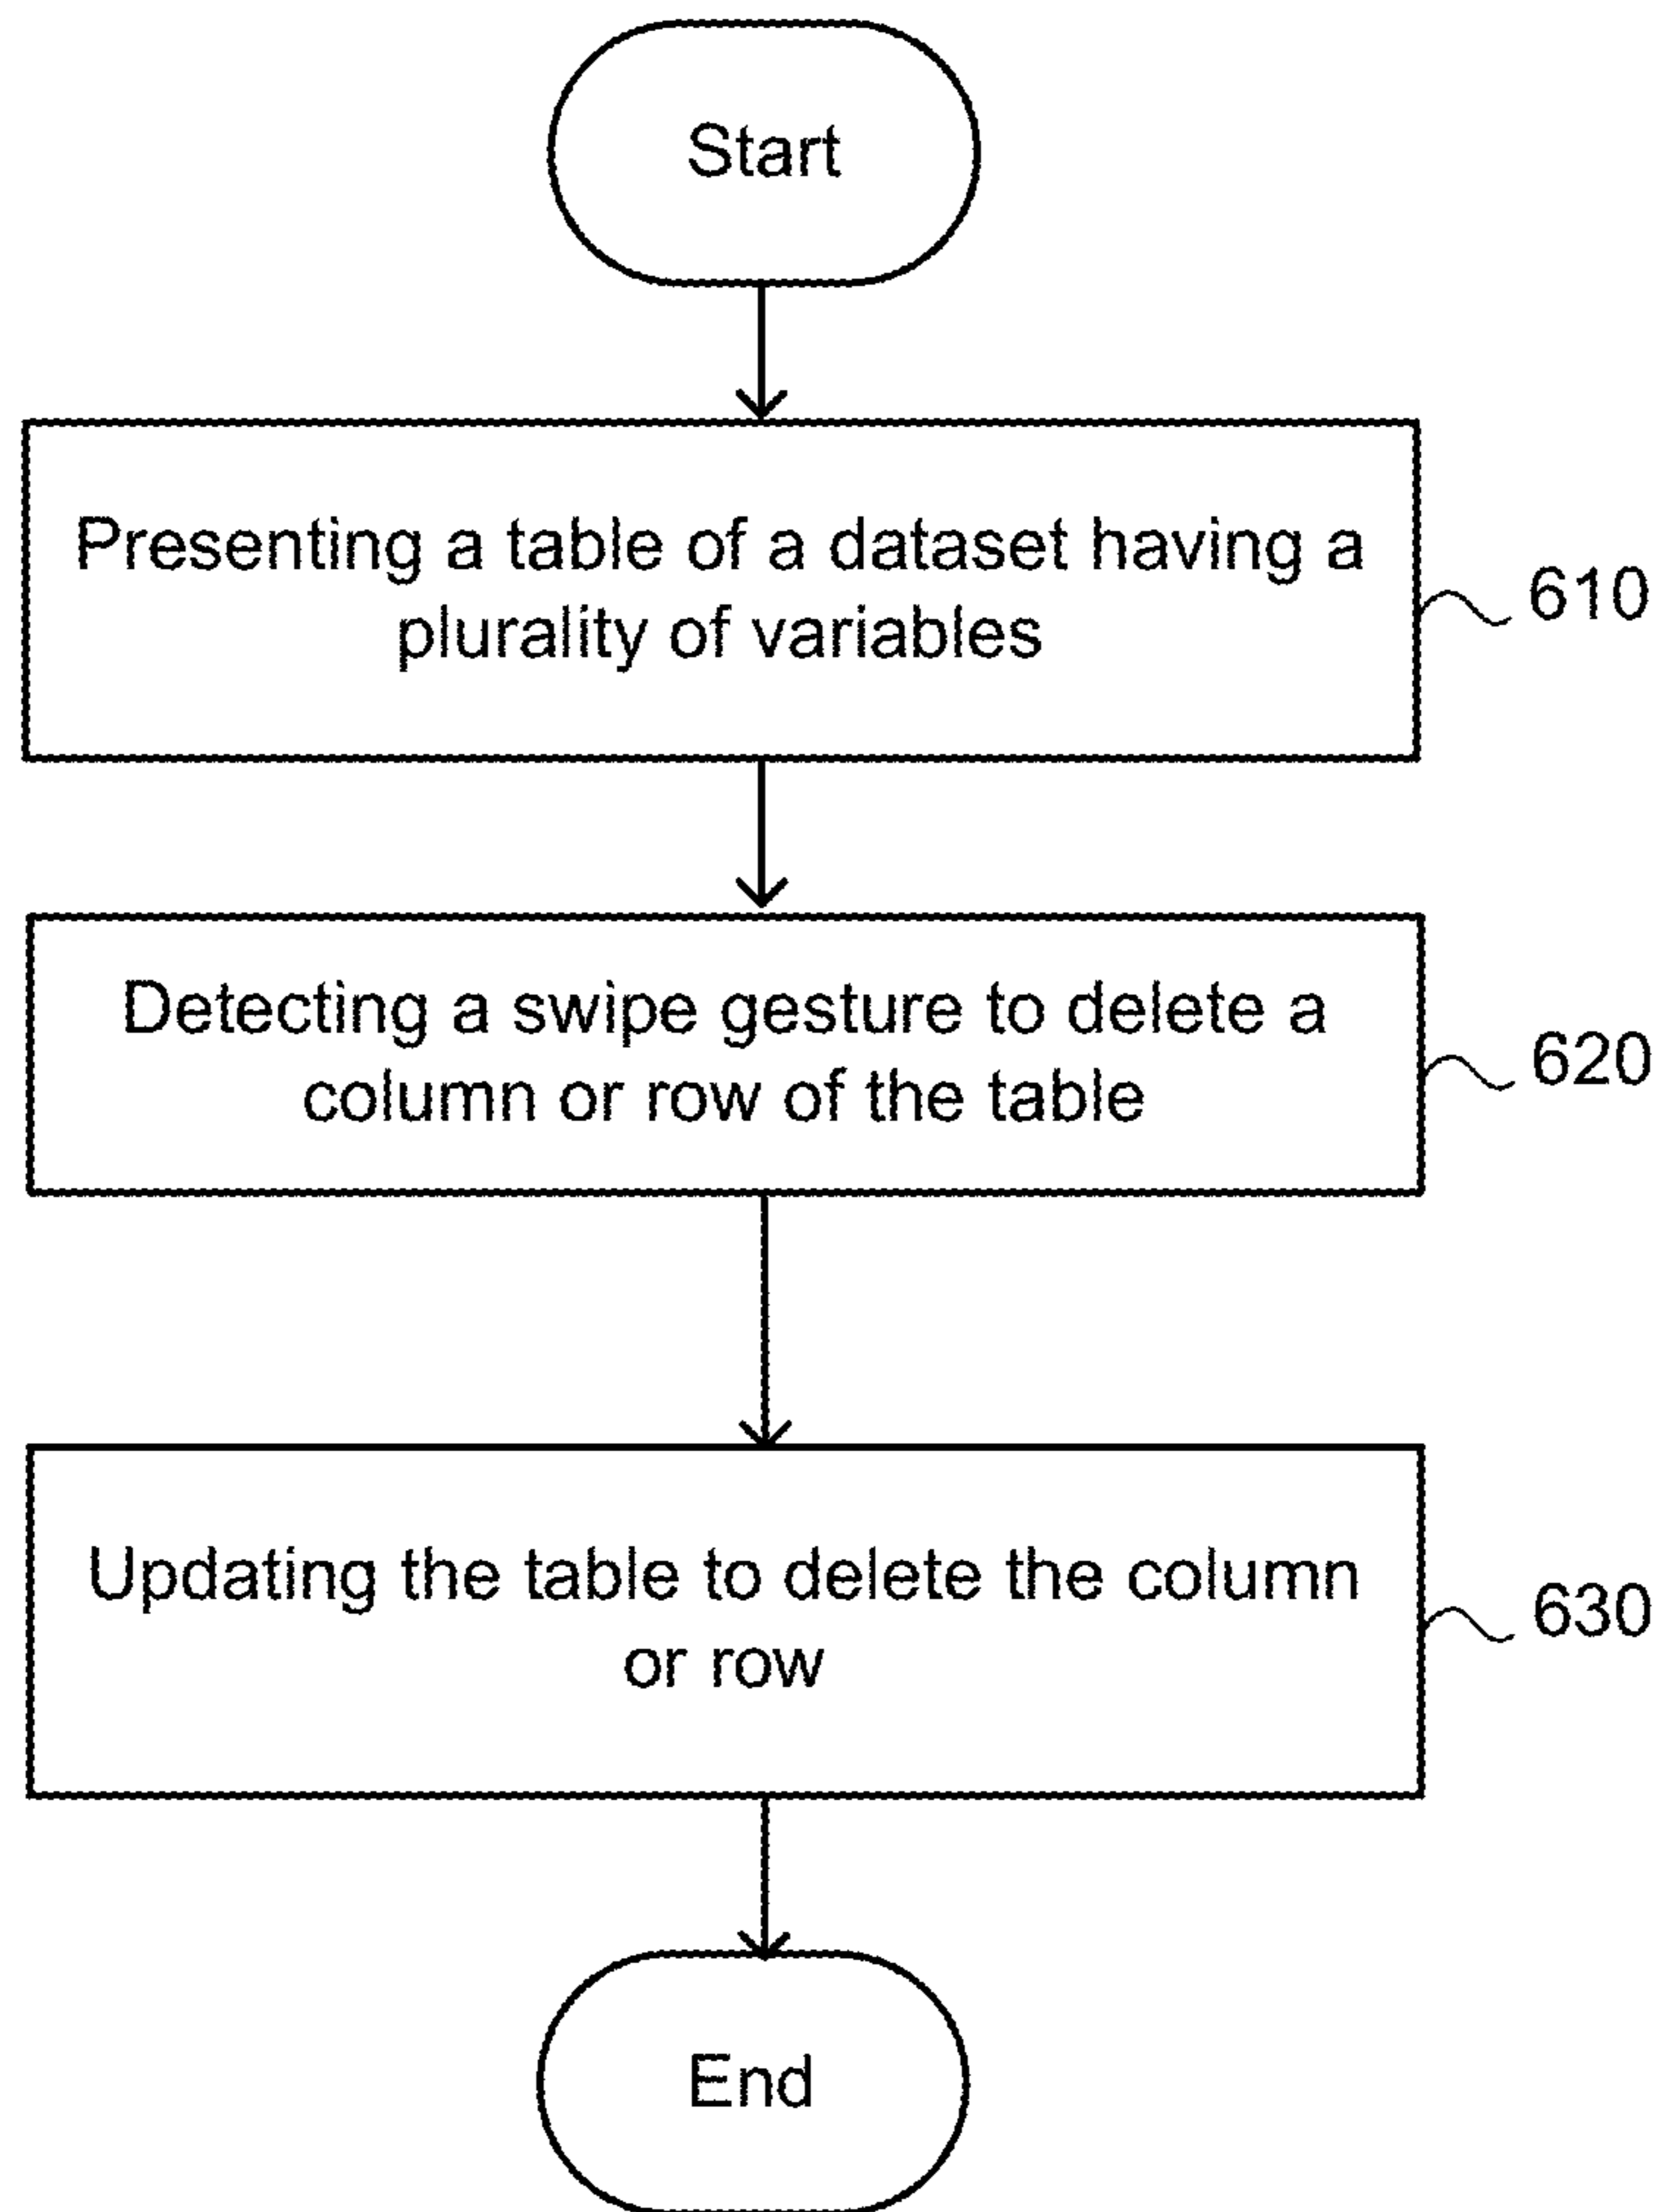 Start
Presenting a table of a dataset having a
plurality of variables
610
Detecting a swipe gesture to delete a
column or row of the table
620
Updating the table to delete the column
or row
630
End